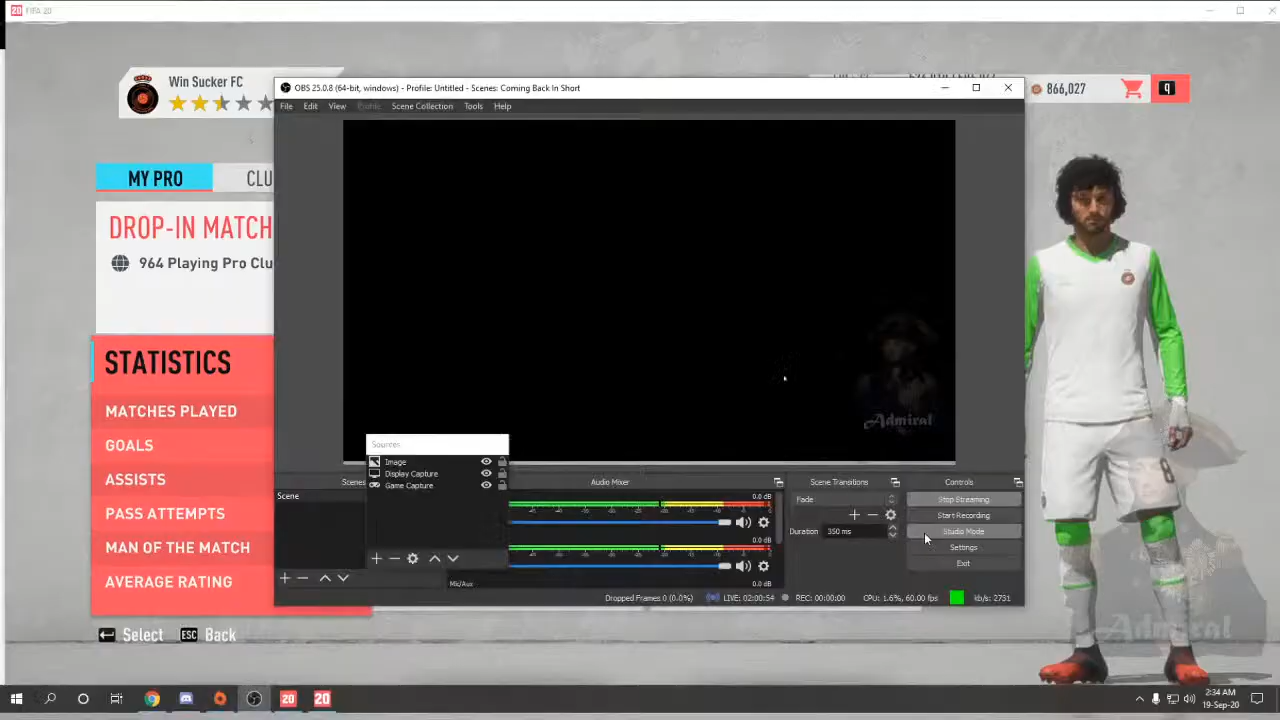 20 FIFA 20
Win Sucker FC
866,027
q
MY PRO
CLU
DROP-IN MATCH
964 Playing Pro Clu
STATISTICS
MATCHES PLAYED
GOALS
ASSISTS
PASS ATTEMPTS
MAN OF THE MATCH
AVERAGE RATING
Select
ESC Back
OBS 25.0.8 (64-bit, windows) - Profile: Untitled - Scenes: Coming Back In Short
File Edit View Profile Scene Collection Tools Help
Admiral
Sources
Image
Display Capture
Game Capture
Scenes
Scene
Audio Mixer
0.0 dB
0.0 dB
Mic/Aux
0.0 dB
Scene Transitions
Fade
Duration 350 ms
Controls
Stop Streaming
Start Recording
Studio Mode
Settings
Exit
Dropped Frames 0 (0.0%) LIVE: 02:00:54 REC: 00:00:00 CPU: 1.6%, 60.00 fps kb/s: 2731
8
Admiral
20 20
2:34 AM
19-Sep-20